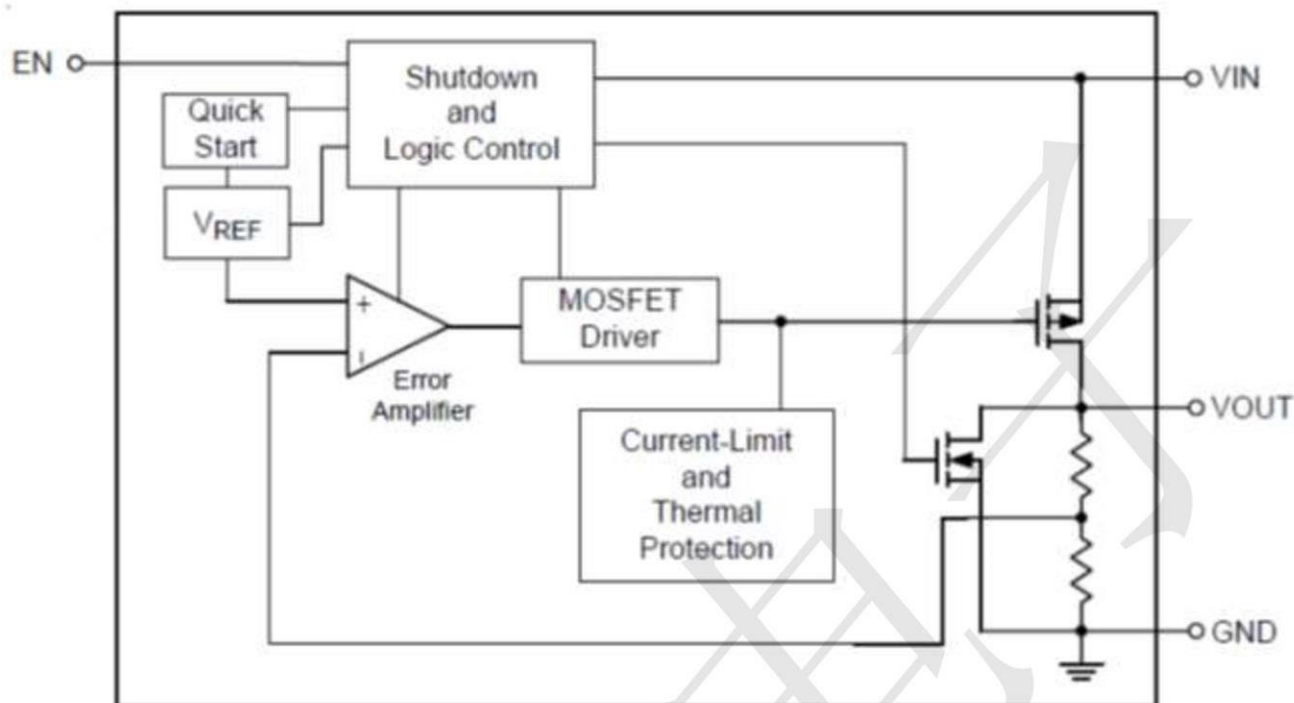 EN
Shutdown
and
Logic Control
VIN
Quick
Start
VREF
+
MOSFET
Driver
Error
Amplifier
VOUT
Current-Limit
and
Thermal
Protection
GND